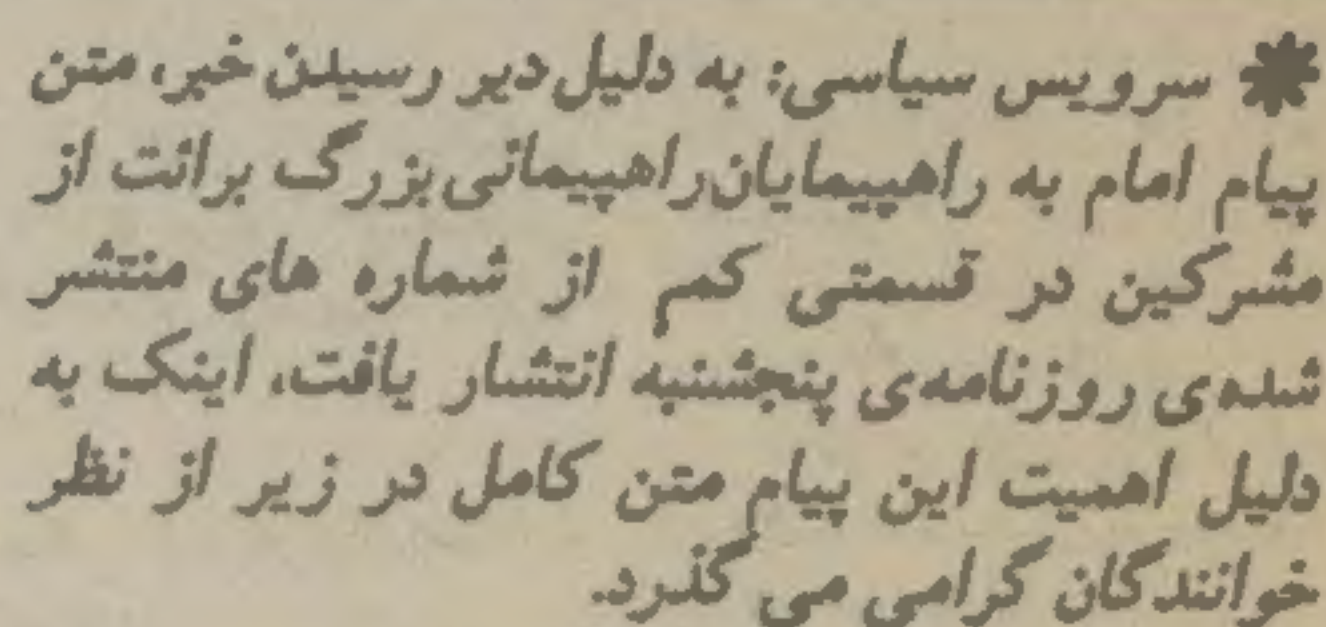 * سرویس سیاسی: به دلیل دیر رسیدن خبر، متن
پیام امام به راهپیمایان راهپیمائی بزرگ برائت از
مشرکین در قسمتی کم از شماره های منتشر
شده ی روزنامه ی پنجشنبه انتشار یافت. اینک به
دلیل اهمیت این پیام متن کامل در زیر از نظر
خوانندگان گرامی می گذرد.